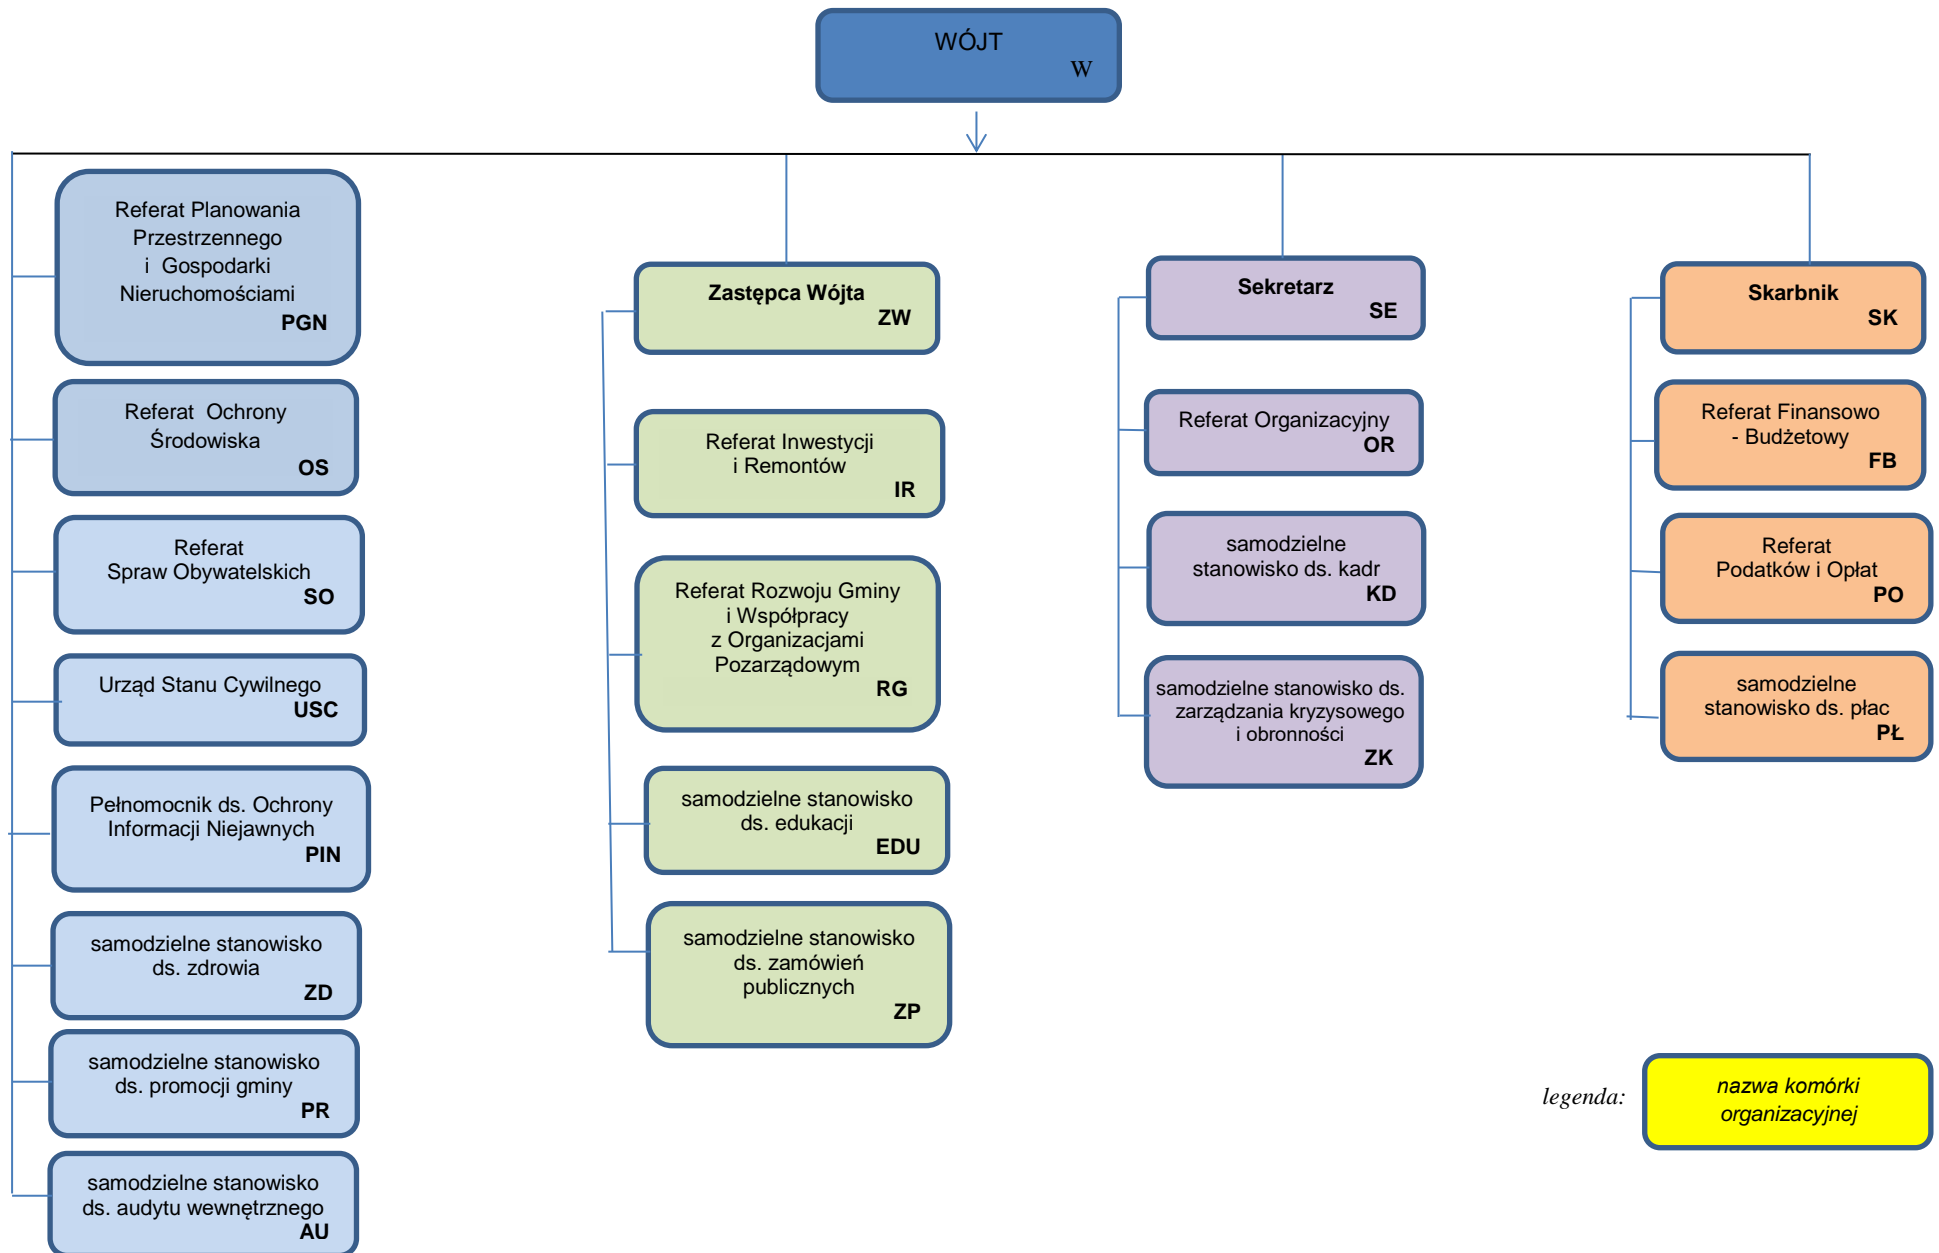 WÓJT
W
Referat Planowania
Przestrzennego
i Gospodarki
Nieruchomościami
PGN
Referat Ochrony
Środowiska
OS
Referat
Spraw Obywatelskich
SO
Urząd Stanu Cywilnego
USC
Pełnomocnik ds. Ochrony
Informacji Niejawnych
PIN
samodzielne stanowisko
ds. zdrowia
ZD
samodzielne stanowisko
ds. promocji gminy
PR
samodzielne stanowisko
ds. audytu wewnętrznego
AU
Zastępca Wójta
ZW
Referat Inwestycji
i Remontów
IR
Referat Rozwoju Gminy
i Współpracy
z Organizacjami
Pozarządowym
RG
samodzielne stanowisko
ds. edukacji
EDU
samodzielne stanowisko
ds. zamówień
publicznych
ZP
Sekretarz
SE
Referat Organizacyjny
OR
samodzielne
stanowisko ds. kadr
KD
samodzielne stanowisko ds.
zarządzania kryzysowego
i obronności
ZK
Skarbnik
SK
Referat Finansowo
- Budżetowy
FB
Referat
Podatków i Opłat
PO
samodzielne
stanowisko ds. płac
PŁ
legenda:
nazwa komórki
organizacyjnej